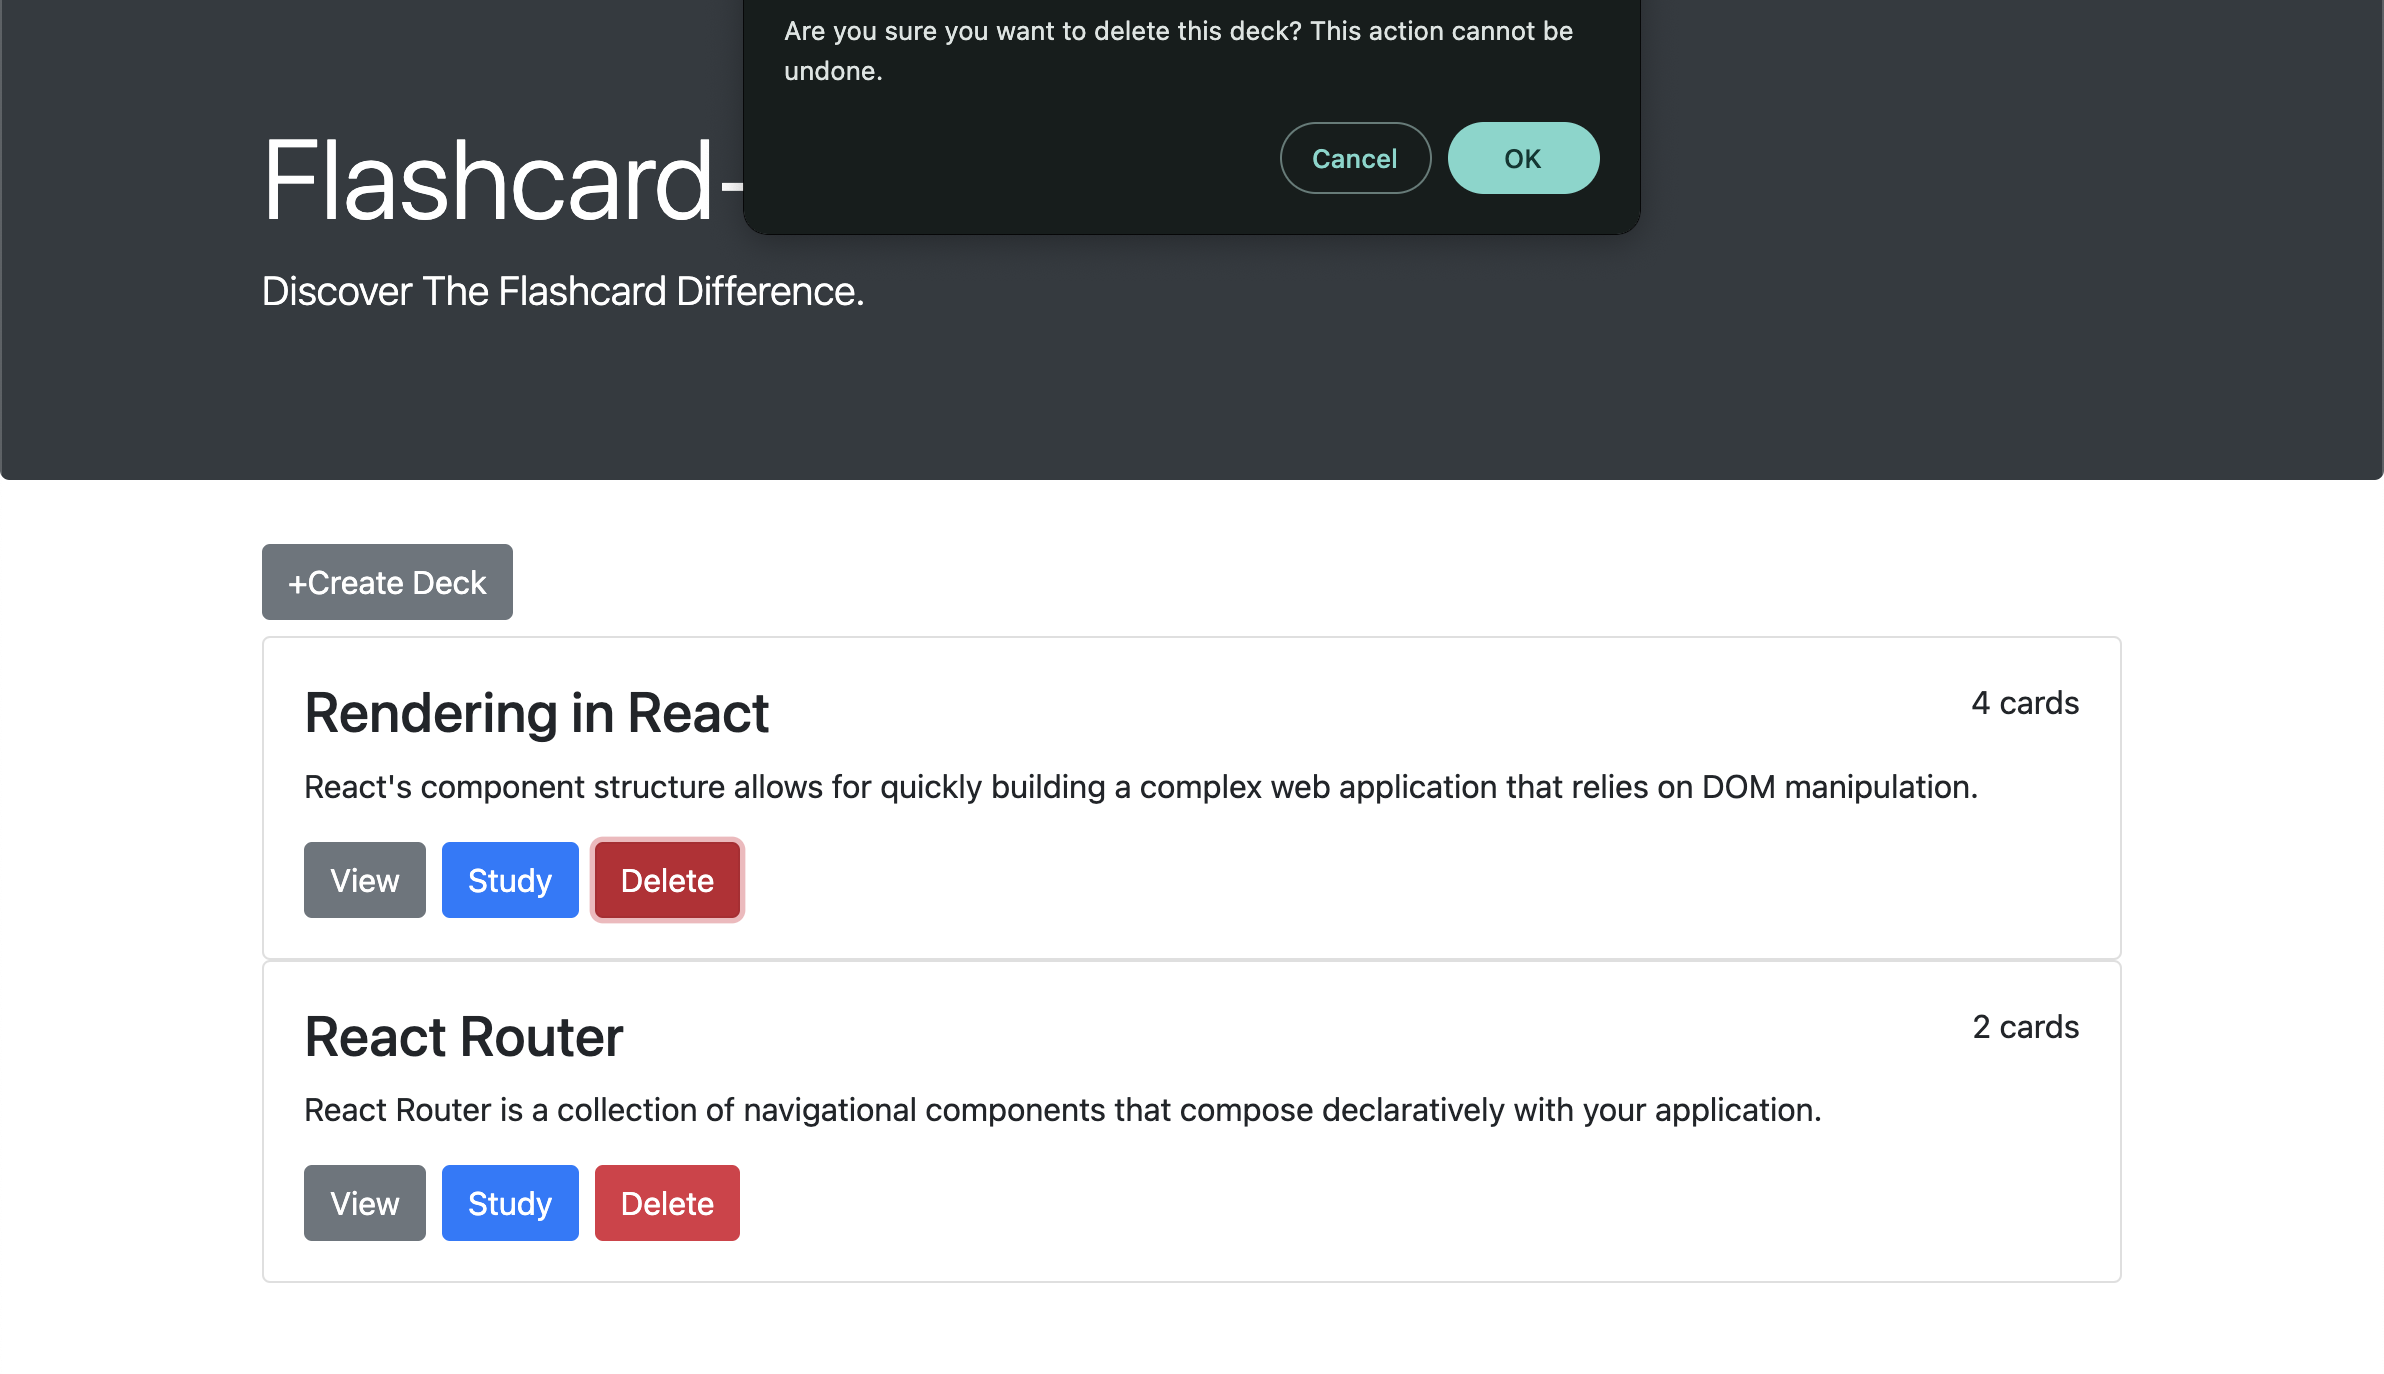 Are you sure you want to delete this deck? This action cannot be
undone.
Cancel
OK
Flashcard-
Discover The Flashcard Difference.
+Create Deck
Rendering in React
4 cards
React's component structure allows for quickly building a complex web application that relies on DOM manipulation.
View
Study
Delete
React Router
2 cards
React Router is a collection of navigational components that compose declaratively with your application.
View
Study
Delete